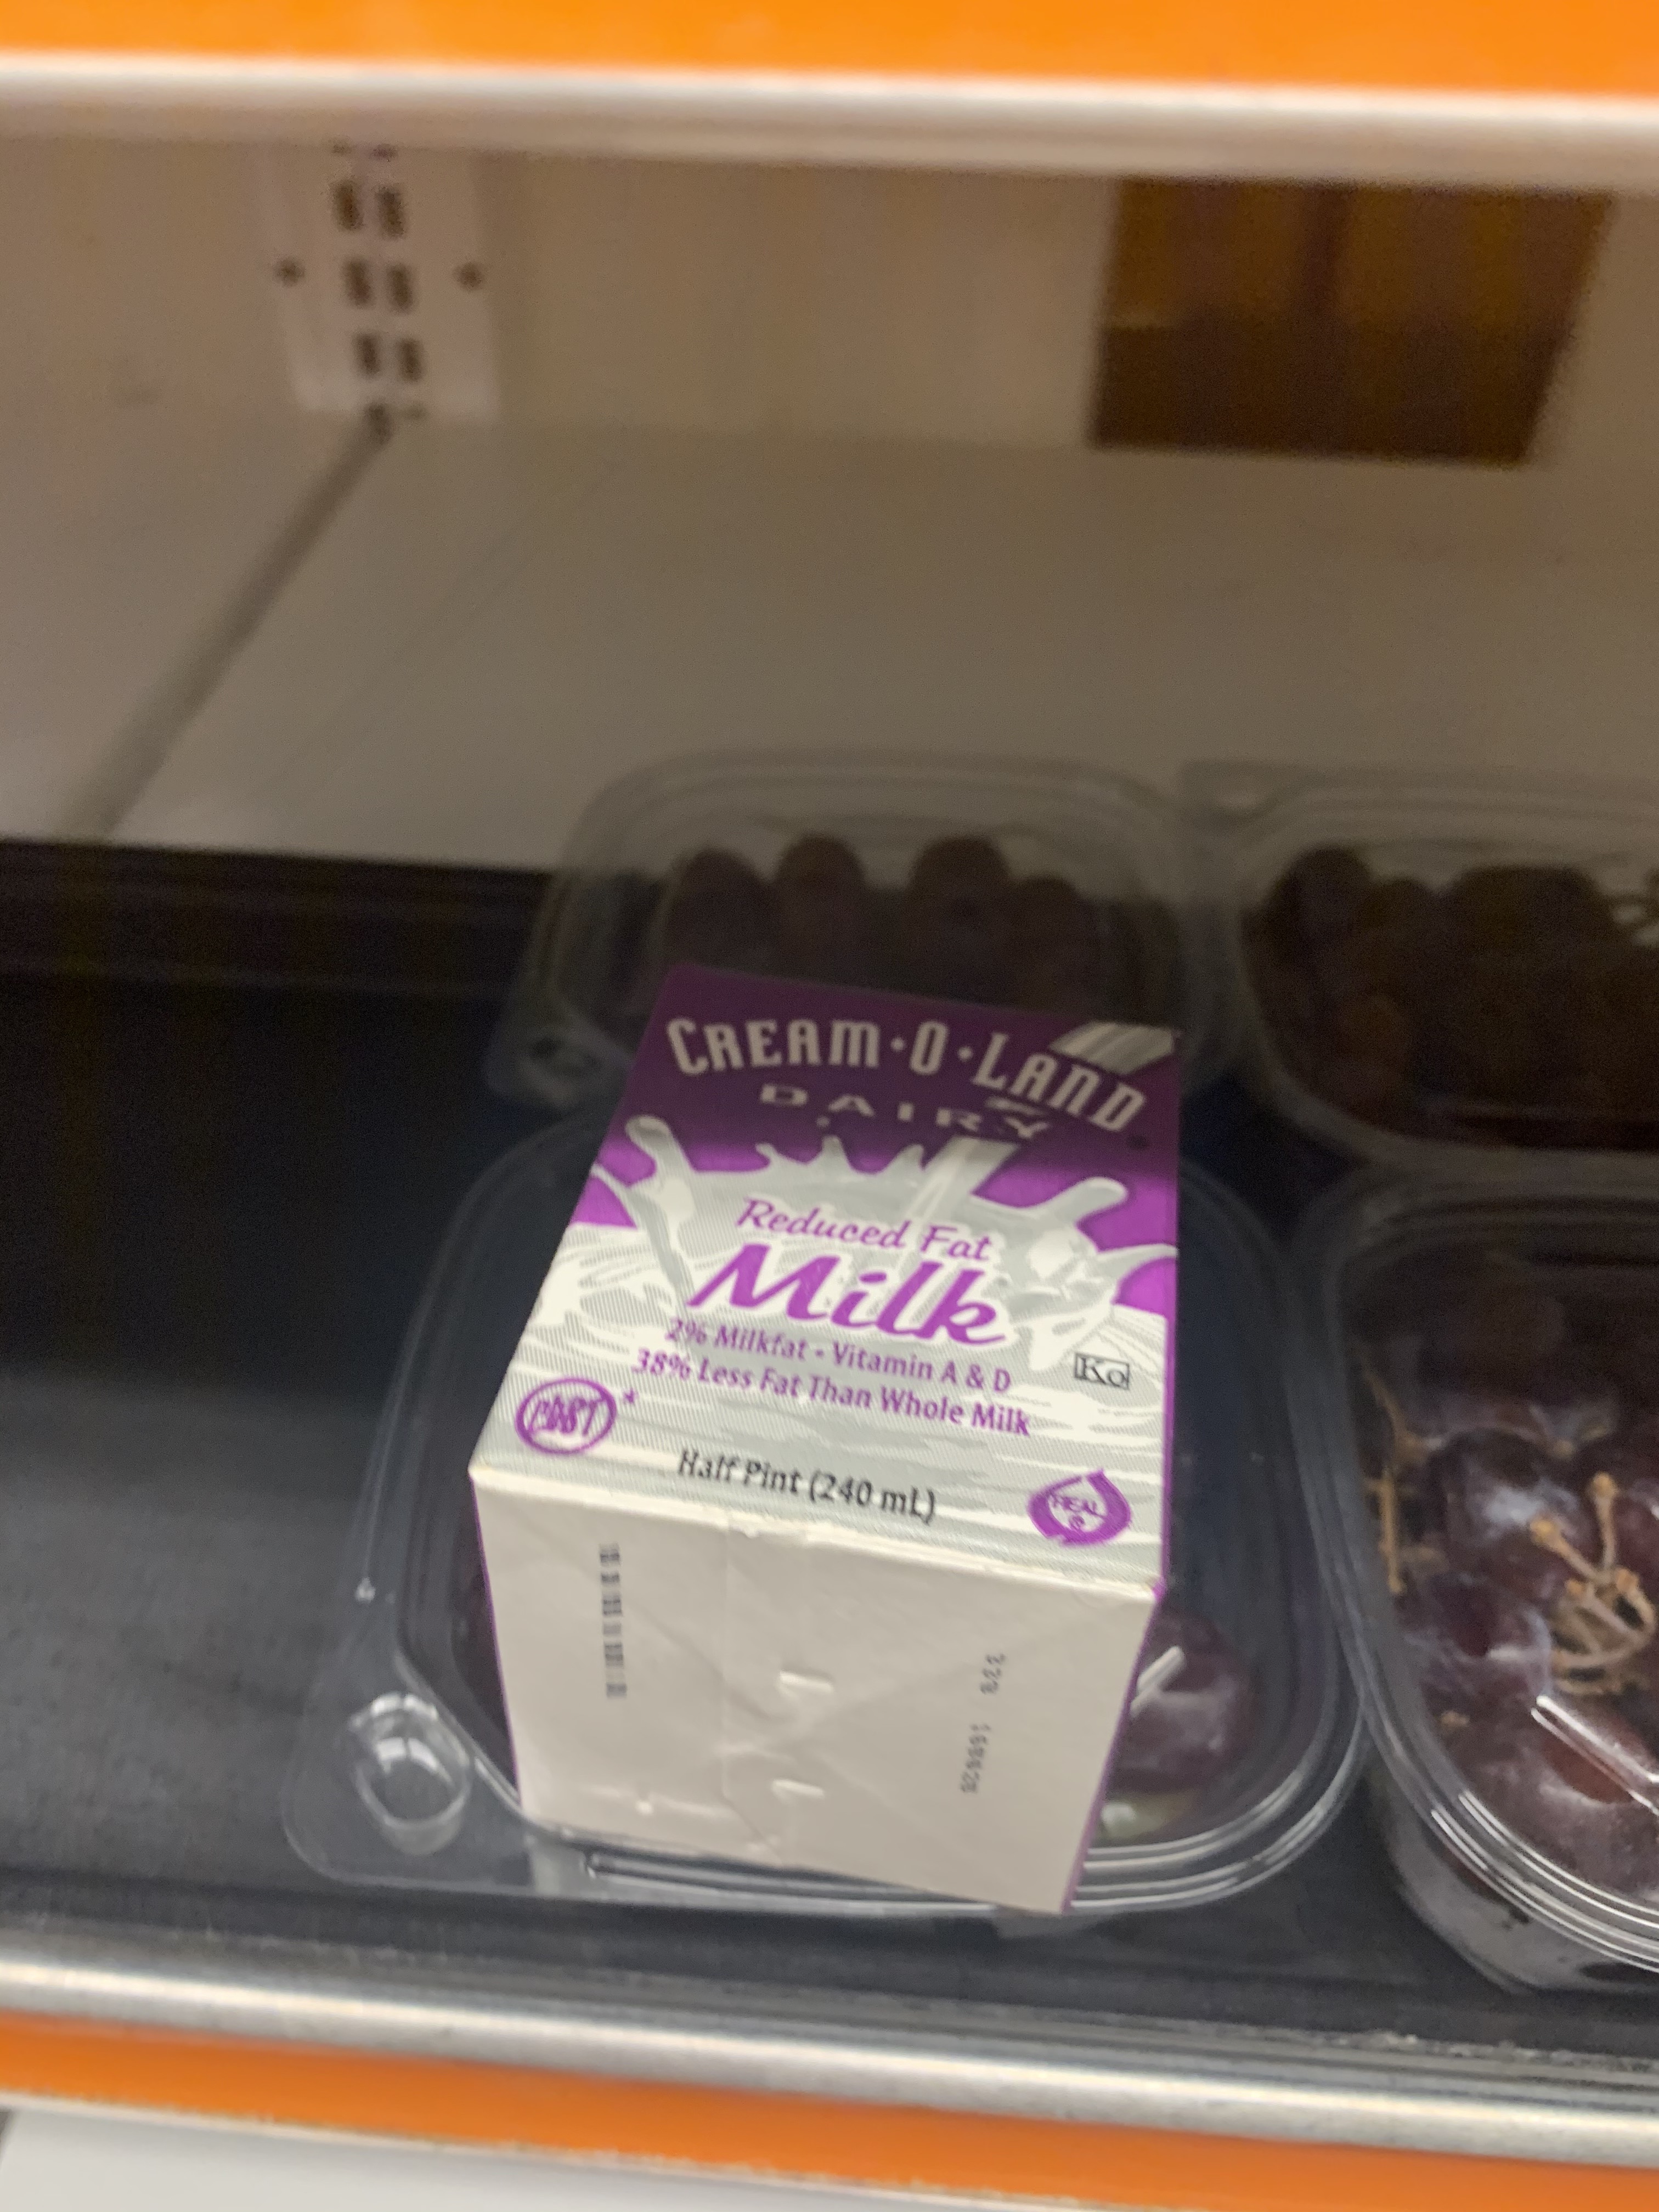 CREAM·O·LAND
DAIRY
Reduced Fat
Milk
2% Milkfat - Vitamin A & D
38% Less Fat Than Whole Milk
Ko
Half Pint (240 mL)
REAL